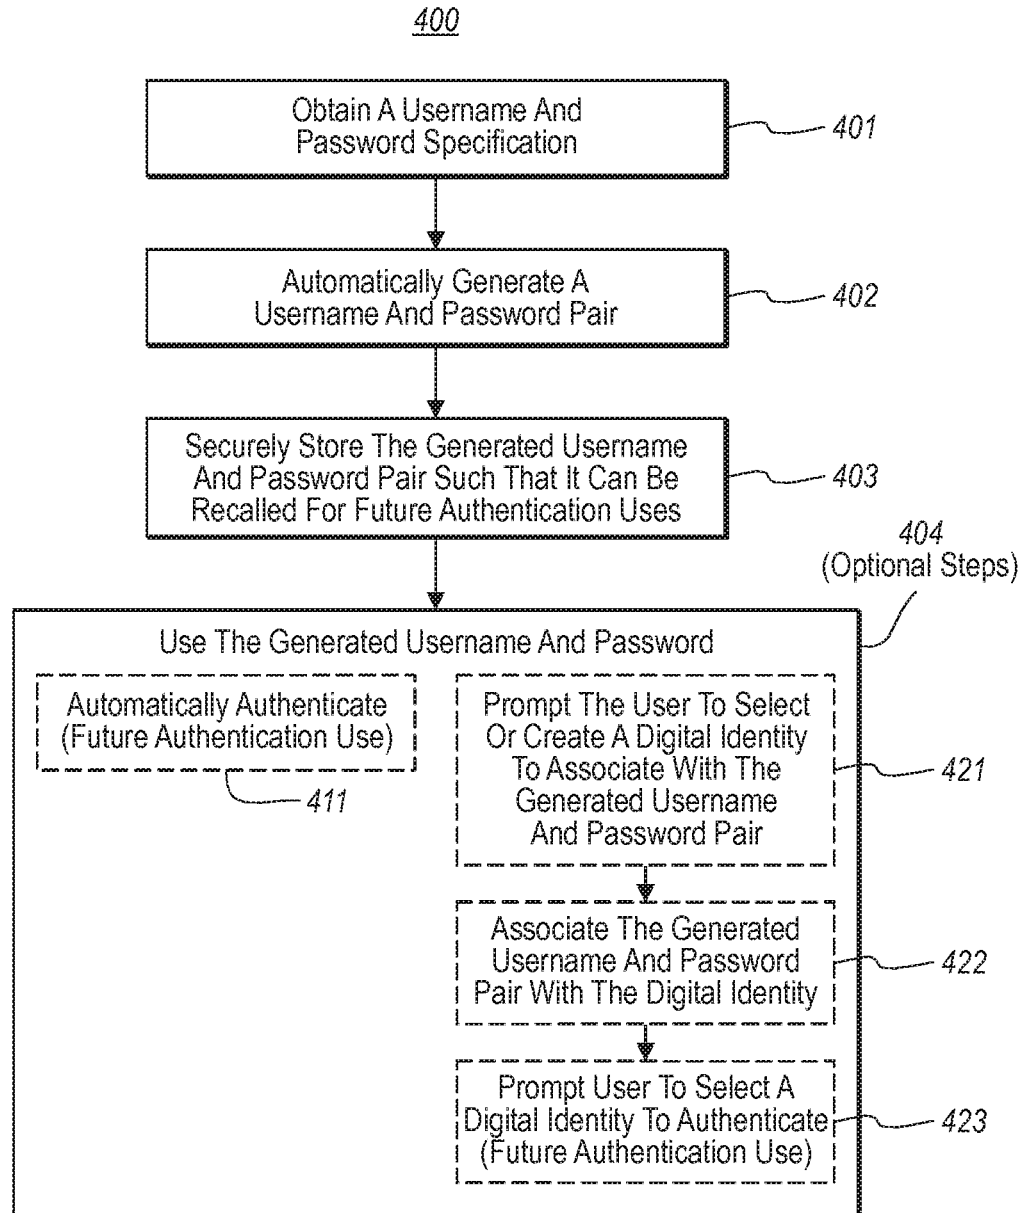 400
Obtain A Username And
Password Specification
401
Automatically Generate A
Username And Password Pair
402
Securely Store The Generated Username
And Password Pair Such That It Can Be
Recalled For Future Authentication Uses
403
404
(Optional Steps)
Use The Generated Username And Password
Automatically Authenticate
(Future Authentication Use)
411
Prompt The User To Select
Or Create A Digital Identity
To Associate With The
Generated Username
And Password Pair
421
Associate The Generated
Username And Password
Pair With The Digital Identity
422
Prompt User To Select A
Digital Identity To Authenticate
(Future Authentication Use)
423